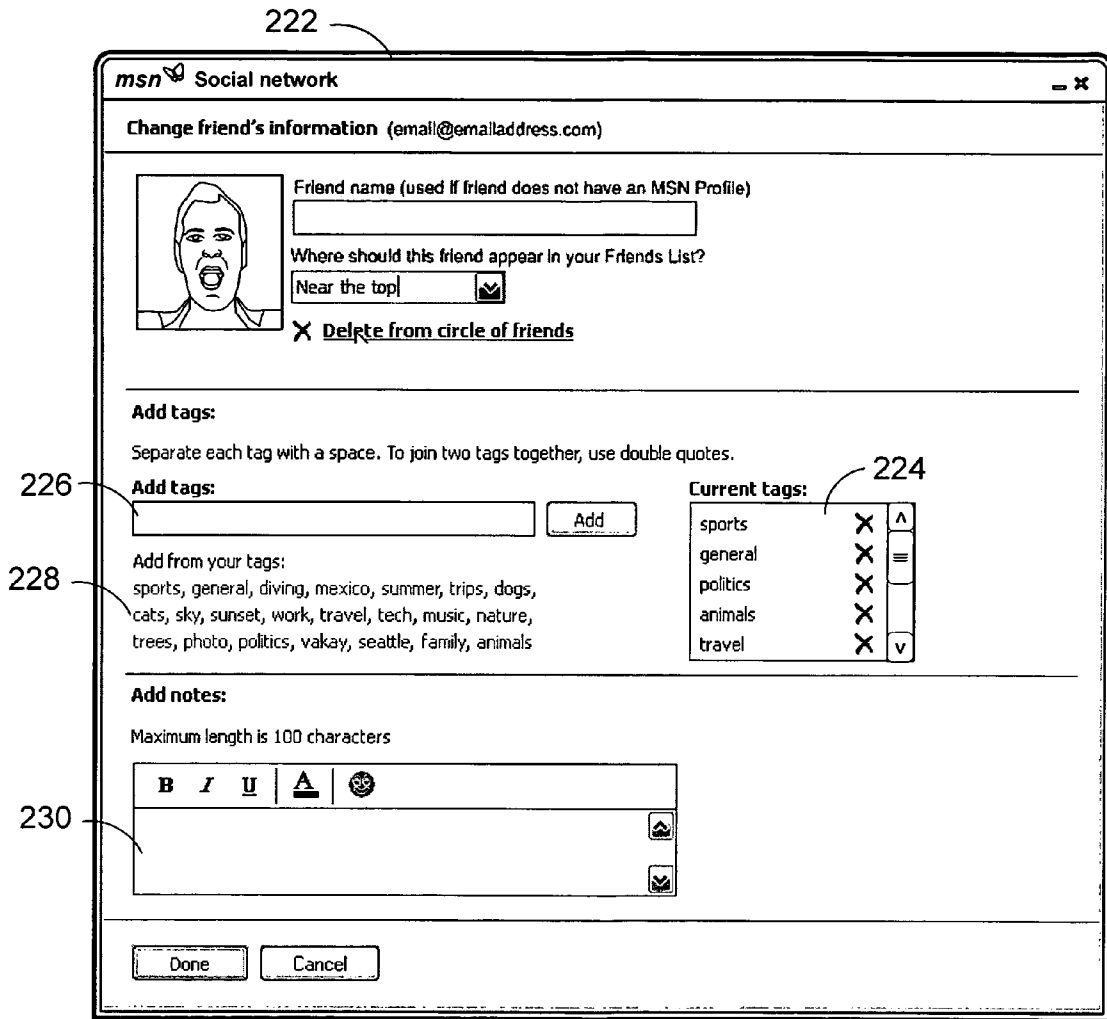 222
msn Social network
Change friend's information (email@emailaddress.com)
Friend name (used if friend does not have an MSN Profile)
Where should this friend appear in your Friends List?
Near the top
Delete from circle of friends
Add tags:
Separate each tag with a space. To join two tags together, use double quotes.
224
226
Add tags:
Current tags:
Add
sports
general
politics
animals
travel
Add from your tags:
228
sports, general, diving, mexico, summer, trips, dogs,
cats, sky, sunset, work, travel, tech, music, nature,
trees, photo, politics, vakay, seattle, family, animals
Add notes:
Maximum length is 100 characters
B I U A
230
Done
Cancel